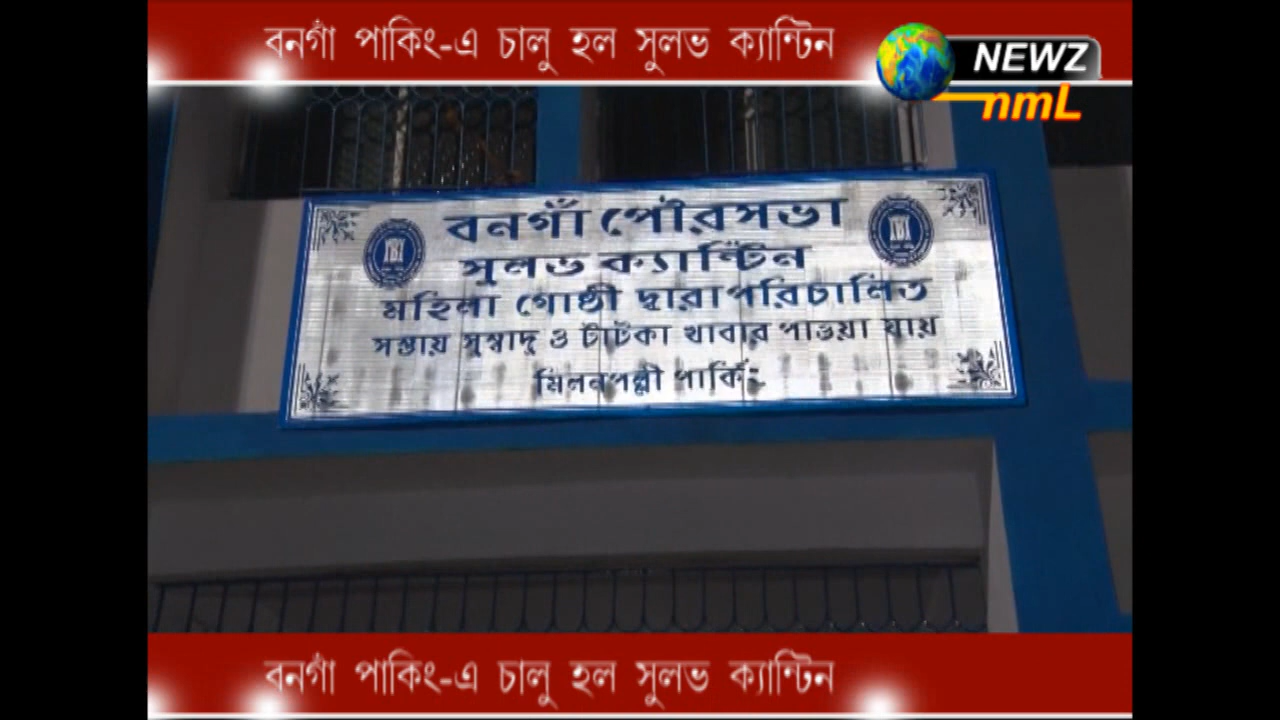 বনগাঁ পাকিং-এ চালু হল সুলভ ক্যান্টিন
NEWZ
nmL
বনগাঁ পৌরসভা
সুলভ ক্যান্টিন
মহিলা গোষ্ঠী দ্বারা পরিচালিত
সস্তায় সুস্বাদু ও টাটকা খাবার পাওয়া যায়
মিলনপল্লী পার্কিং
বনগাঁ পাকিং-এ চালু হল সুলভ ক্যান্টিন